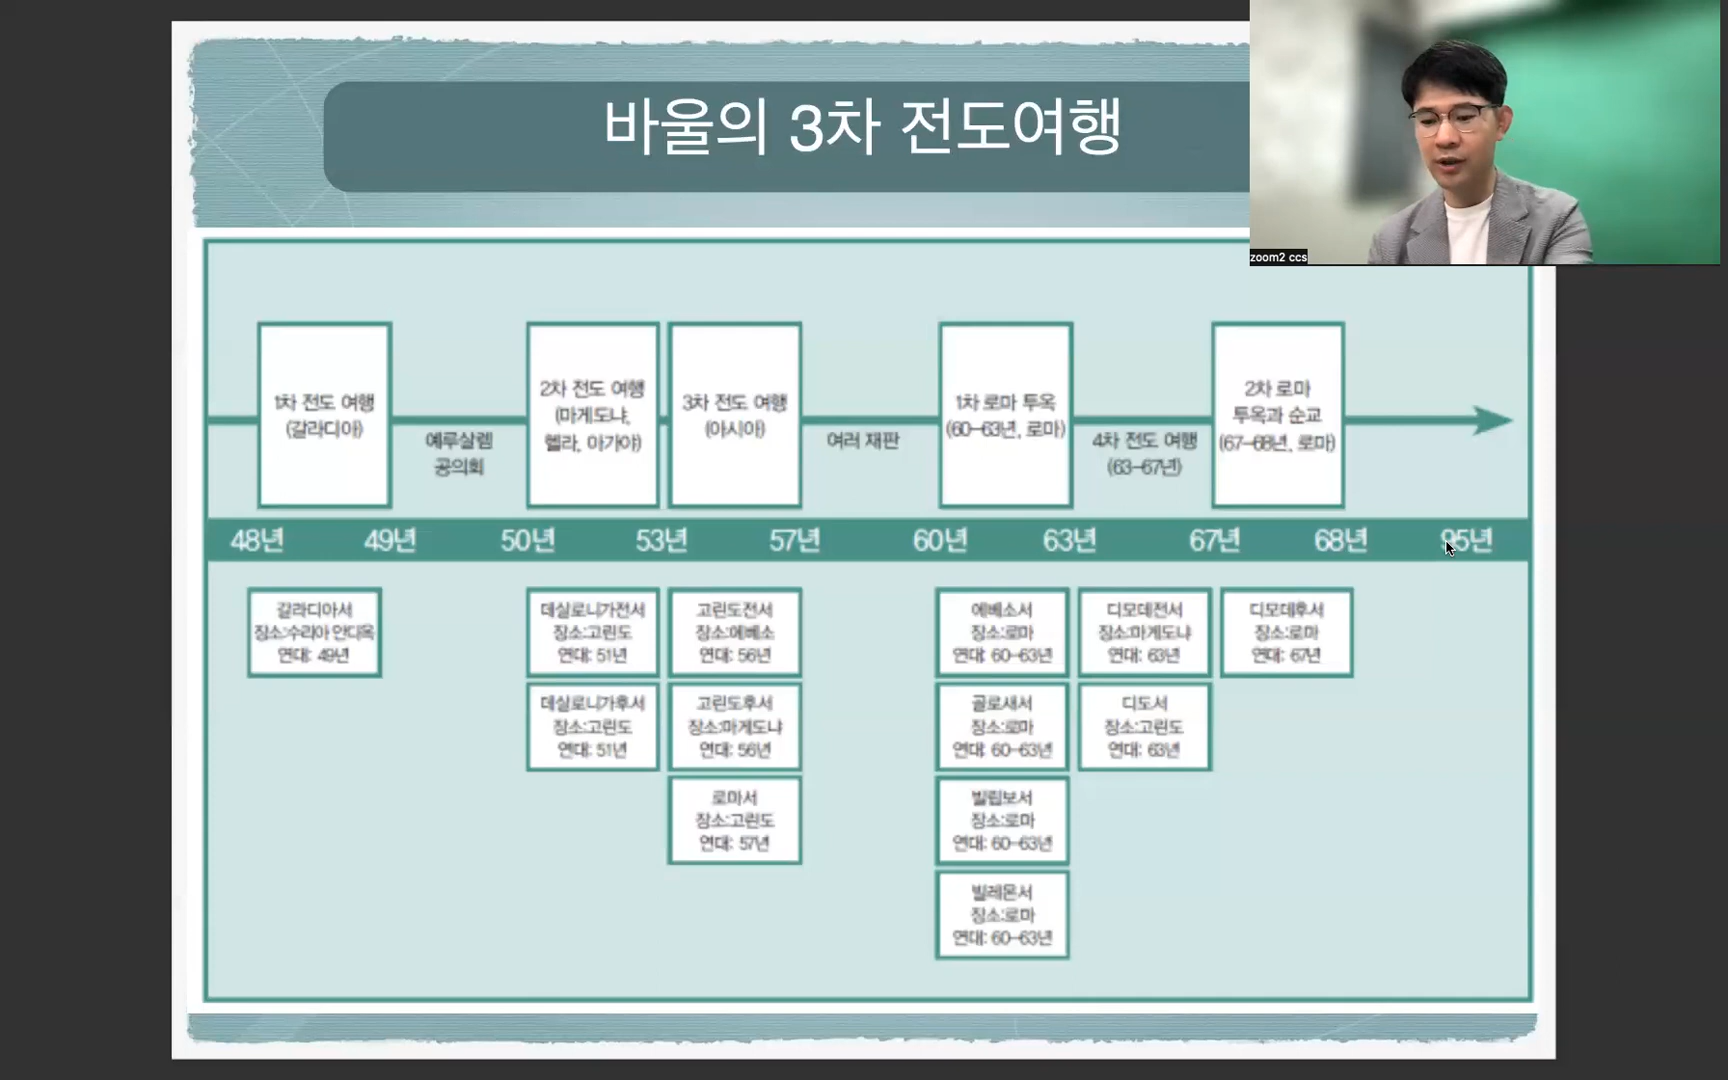 바울의 3차 전도여행
zoom2 ccs
1차 전도 여행
(갈라디아)
예루살렘
공의회
2차 전도 여행
(마게도냐,
헬라, 아가야)
3차 전도 여행
(아시아)
여러 재판
1차 로마 투옥
(60-63년, 로마)
4차 전도 여행
(63-67년)
2차 로마
투옥과 순교
(67-68년, 로마)
48년
49년
50년
53년
57년
60년
63년
67년
68년
95년
갈라디아서
장소:수리아 안디옥
연대: 49년
데살로니가전서
장소:고린도
연대: 51년
데살로니가후서
장소:고린도
연대: 51년
고린도전서
장소:에베소
연대: 56년
고린도후서
장소:마게도냐
연대: 56년
로마서
장소:고린도
연대: 57년
에베소서
장소:로마
연대: 60-63년
골로새서
장소:로마
연대: 60-63년
빌립보서
장소:로마
연대: 60-63년
빌레몬서
장소:로마
연대: 60-63년
디모데전서
장소:마게도냐
연대: 63년
디도서
장소:고린도
연대: 63년
디모데후서
장소:로마
연대: 67년